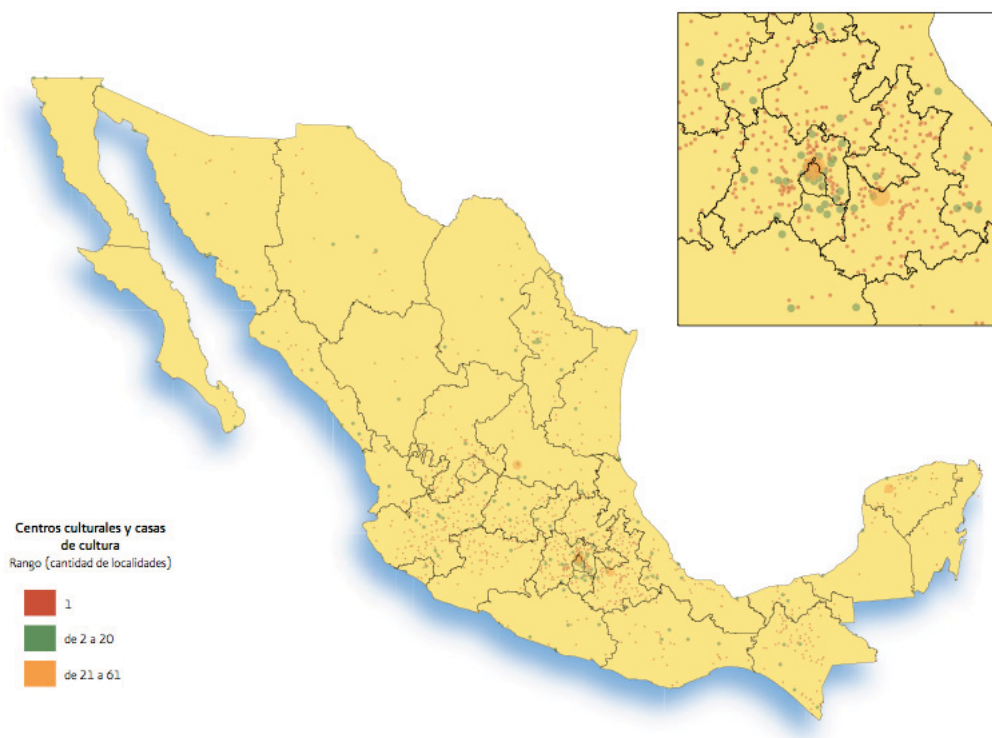 Centros culturales y casas
de cultura
Rango (cantidad de localidades)
1
de 2 a 20
de 21 a 61